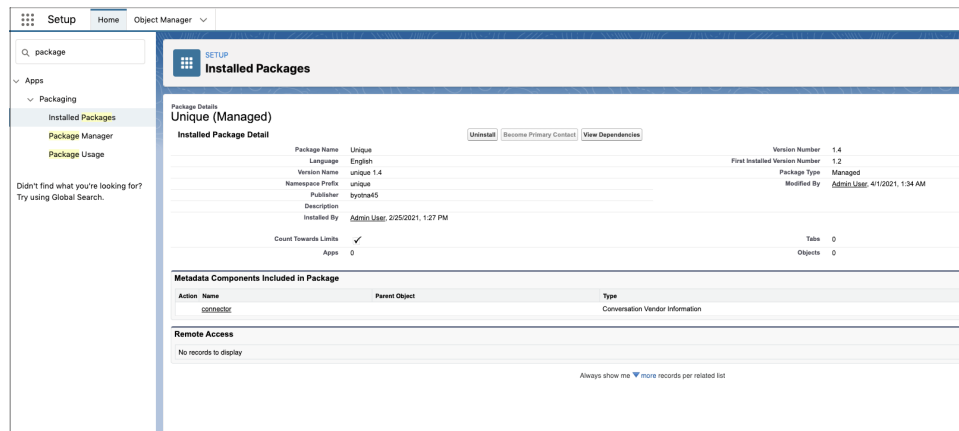 Setup
Home
Object Manager
package
Apps
Packaging
Installed Packages
Package Manager
Package Usage
Didn't find what you're looking for?
Try using Global Search.
SETUP
Installed Packages
Package Details
Unique (Managed)
Installed Package Detail
Uninstall Become Primary Contact View Dependencies
Package Name Unique Version Number 1.4
Language English First Installed Version Number 1.2
Version Name unique 1.4 Package Type Managed
Namespace Prefix unique Modified By Admin User, 4/1/2021, 1:34 AM
Publisher byotna45
Description
Installed By Admin User, 2/25/2021, 1:27 PM
Count Towards Limits ✓ Tabs 0
Apps 0 Objects 0
Metadata Components Included in Package
Action Name Parent Object Type
connector Conversation Vendor Information
Remote Access
No records to display
Always show me more records per related list